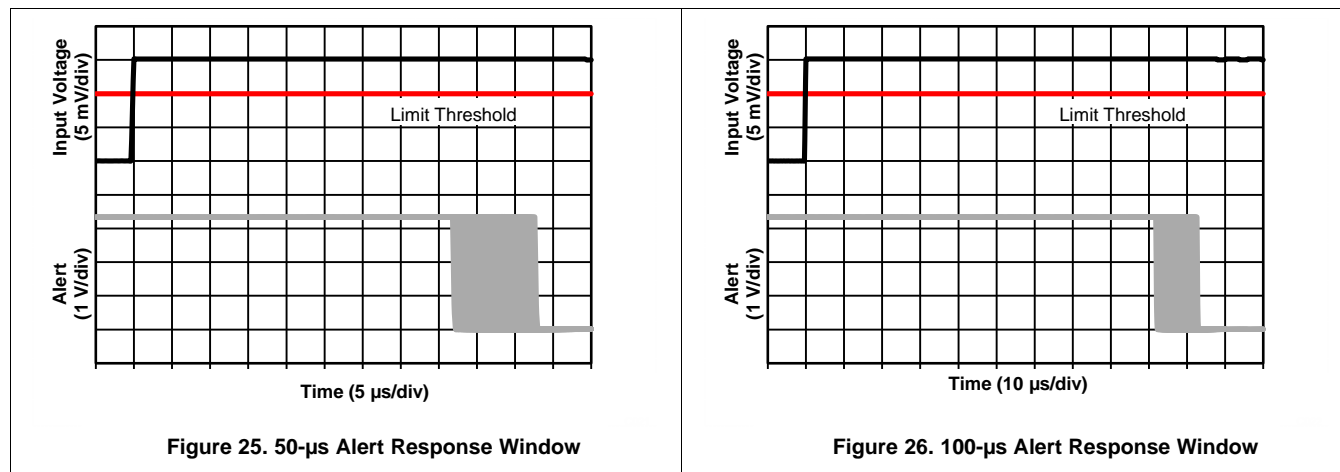 Input Voltage
(5 mV/div)
Limit Threshold
Alert
(1 V/div)
Time (5 µs/div)
Figure 25. 50-µs Alert Response Window
Input Voltage
(5 mV/div)
Limit Threshold
Alert
(1 V/div)
Time (10 µs/div)
Figure 26. 100-µs Alert Response Window